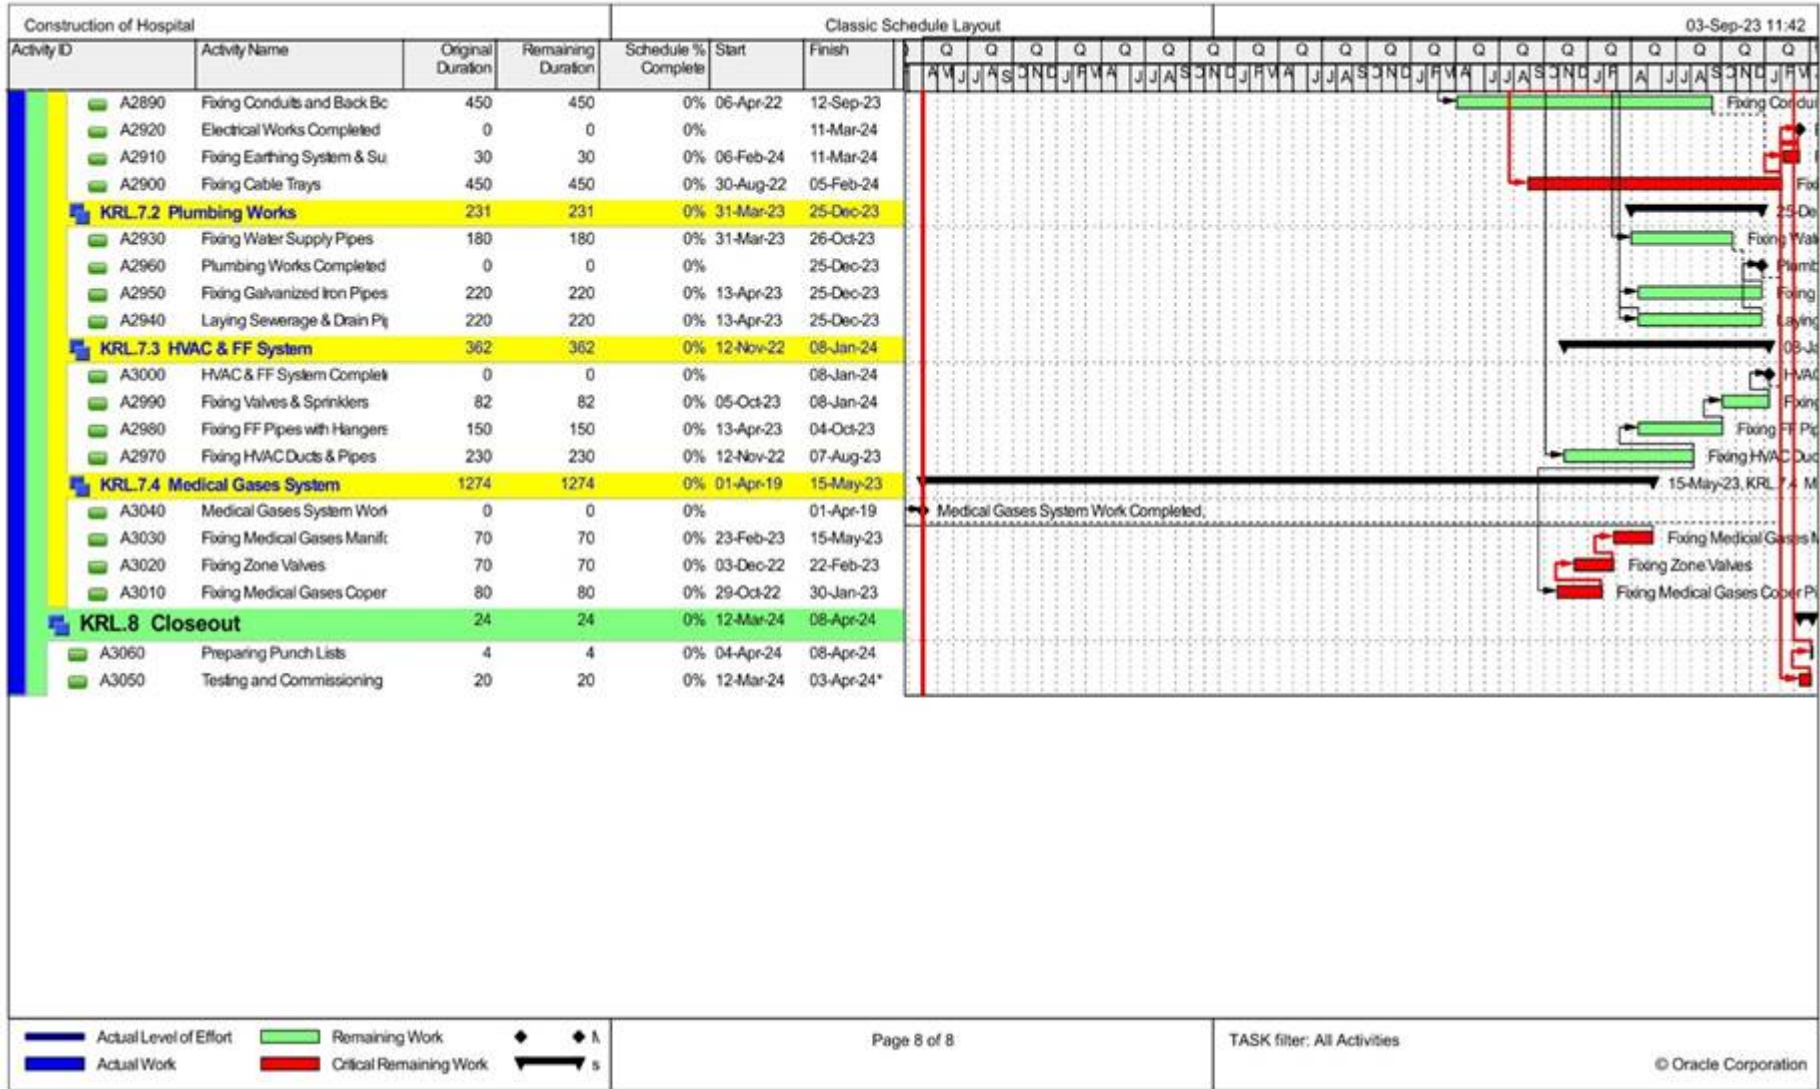 Construction of Hospital Classic Schedule Layout 03-Sep-23 11:42
Activity ID Activity Name Original Duration Remaining Duration Schedule % Complete Start Finish
A2890 Fixing Conduits and Back Bo 450 450 0% 06-Apr-22 12-Sep-23 Fixing Condui
A2920 Electrical Works Completed 0 0 0% 11-Mar-24
A2910 Fixing Earthing System & Su 30 30 0% 06-Feb-24 11-Mar-24
A2900 Fixing Cable Trays 450 450 0% 30-Aug-22 05-Feb-24 Fixi
KRL.7.2 Plumbing Works 231 231 0% 31-Mar-23 25-Dec-23 25-De
A2930 Fixing Water Supply Pipes 180 180 0% 31-Mar-23 26-Oct-23 Fixing Wate
A2960 Plumbing Works Completed 0 0 0% 25-Dec-23 Plumb
A2950 Fixing Galvanized Iron Pipes 220 220 0% 13-Apr-23 25-Dec-23 Fixing
A2940 Laying Sewerage & Drain Pip 220 220 0% 13-Apr-23 25-Dec-23 Laying
KRL.7.3 HVAC & FF System 362 362 0% 12-Nov-22 08-Jan-24 08-Ja
A3000 HVAC & FF System Complet 0 0 0% 08-Jan-24 HVAC
A2990 Fixing Valves & Sprinklers 82 82 0% 05-Oct-23 08-Jan-24 Fixing
A2980 Fixing FF Pipes with Hangers 150 150 0% 13-Apr-23 04-Oct-23 Fixing FF Pip
A2970 Fixing HVAC Ducts & Pipes 230 230 0% 12-Nov-22 07-Aug-23 Fixing HVAC Duc
KRL.7.4 Medical Gases System 1274 1274 0% 01-Apr-19 15-May-23 15-May-23, KRL.7.4 M
A3040 Medical Gases System Work 0 0 0% 01-Apr-19 Medical Gases System Work Completed,
A3030 Fixing Medical Gases Manifo 70 70 0% 23-Feb-23 15-May-23 Fixing Medical Gases M
A3020 Fixing Zone Valves 70 70 0% 03-Dec-22 22-Feb-23 Fixing Zone Valves
A3010 Fixing Medical Gases Coper 80 80 0% 29-Oct-22 30-Jan-23 Fixing Medical Gases Coper Pi
KRL.8 Closeout 24 24 0% 12-Mar-24 08-Apr-24
A3060 Preparing Punch Lists 4 4 0% 04-Apr-24 08-Apr-24
A3050 Testing and Commissioning 20 20 0% 12-Mar-24 03-Apr-24*
Actual Level of Effort Remaining Work Page 8 of 8 TASK filter: All Activities
Actual Work Critical Remaining Work s
© Oracle Corporation